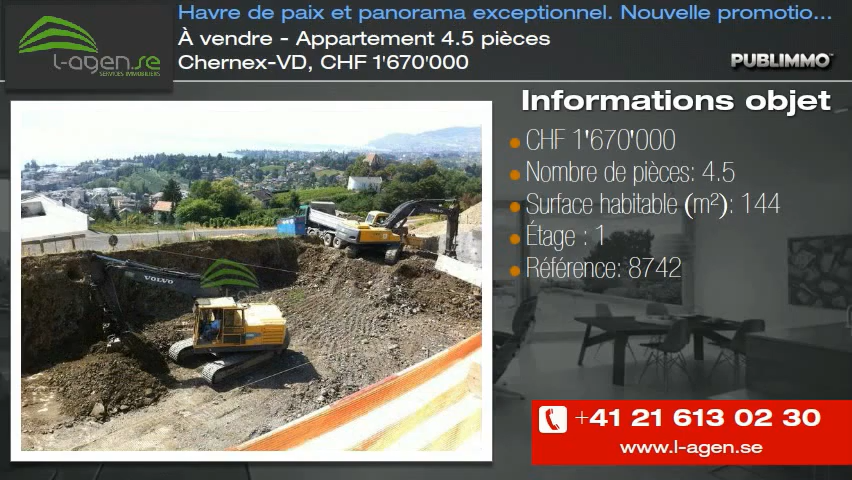 Havre de paix et panorama exceptionnel. Nouvelle promotio...
l-agen.se
SERVICES IMMOBILIERS
À vendre - Appartement 4.5 pièces
Chernex-VD, CHF 1'670'000
PUBLIMMO
Informations objet
CHF 1'670'000
Nombre de pièces: 4.5
Surface habitable (m²): 144
Étage : 1
Référence: 8742
VOLVO
+41 21 613 02 30
www.l-agen.se